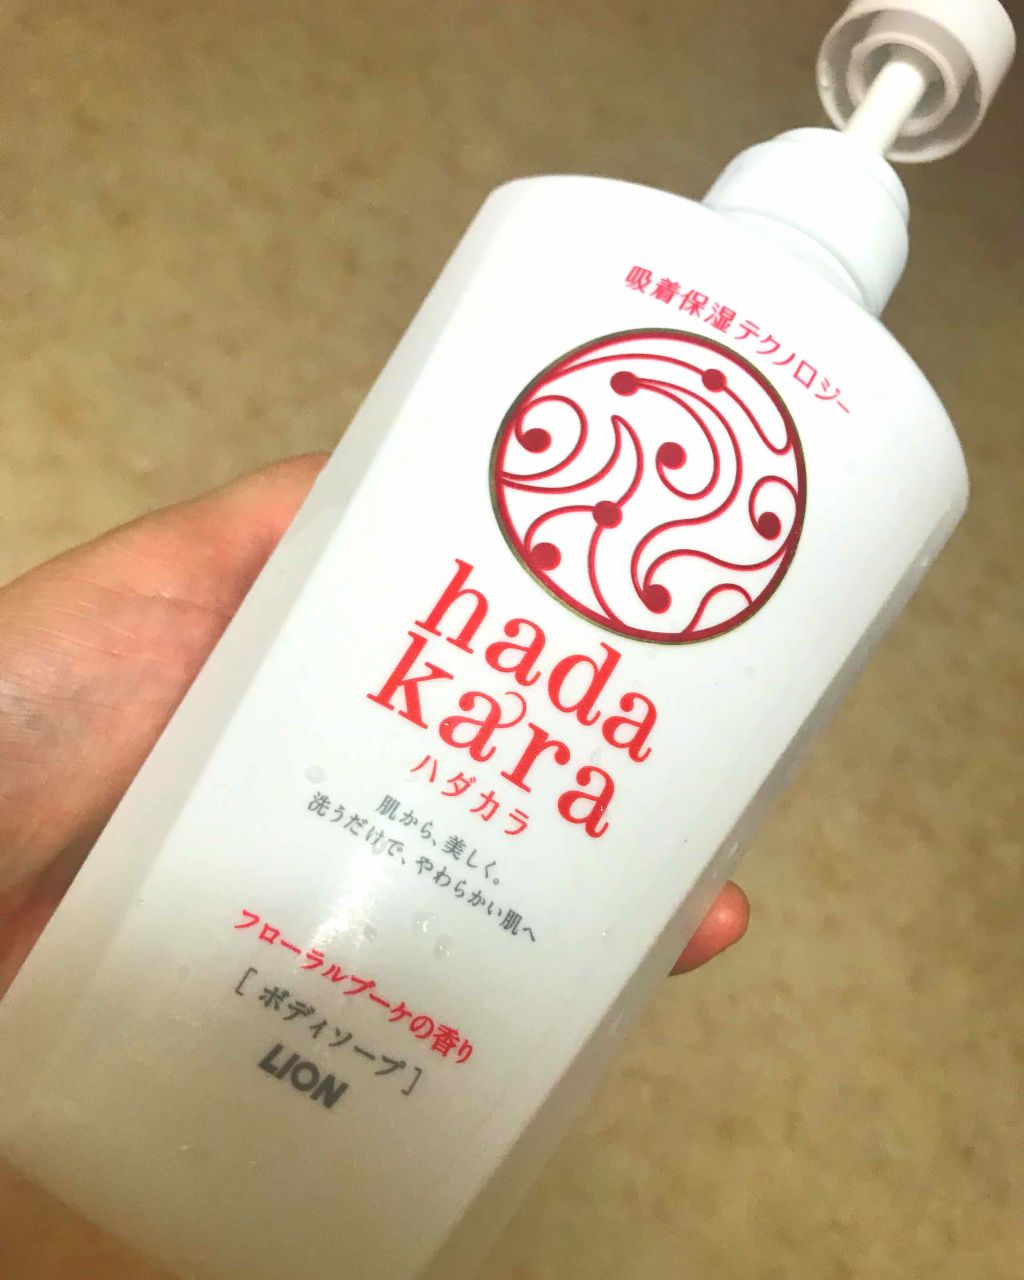 吸着保湿テクノロジー
hada
kara
ハダカラ
肌から、美しく。
洗うだけで、やわらかい肌へ
フローラルブーケの香り
[ ボディソープ ]
LION